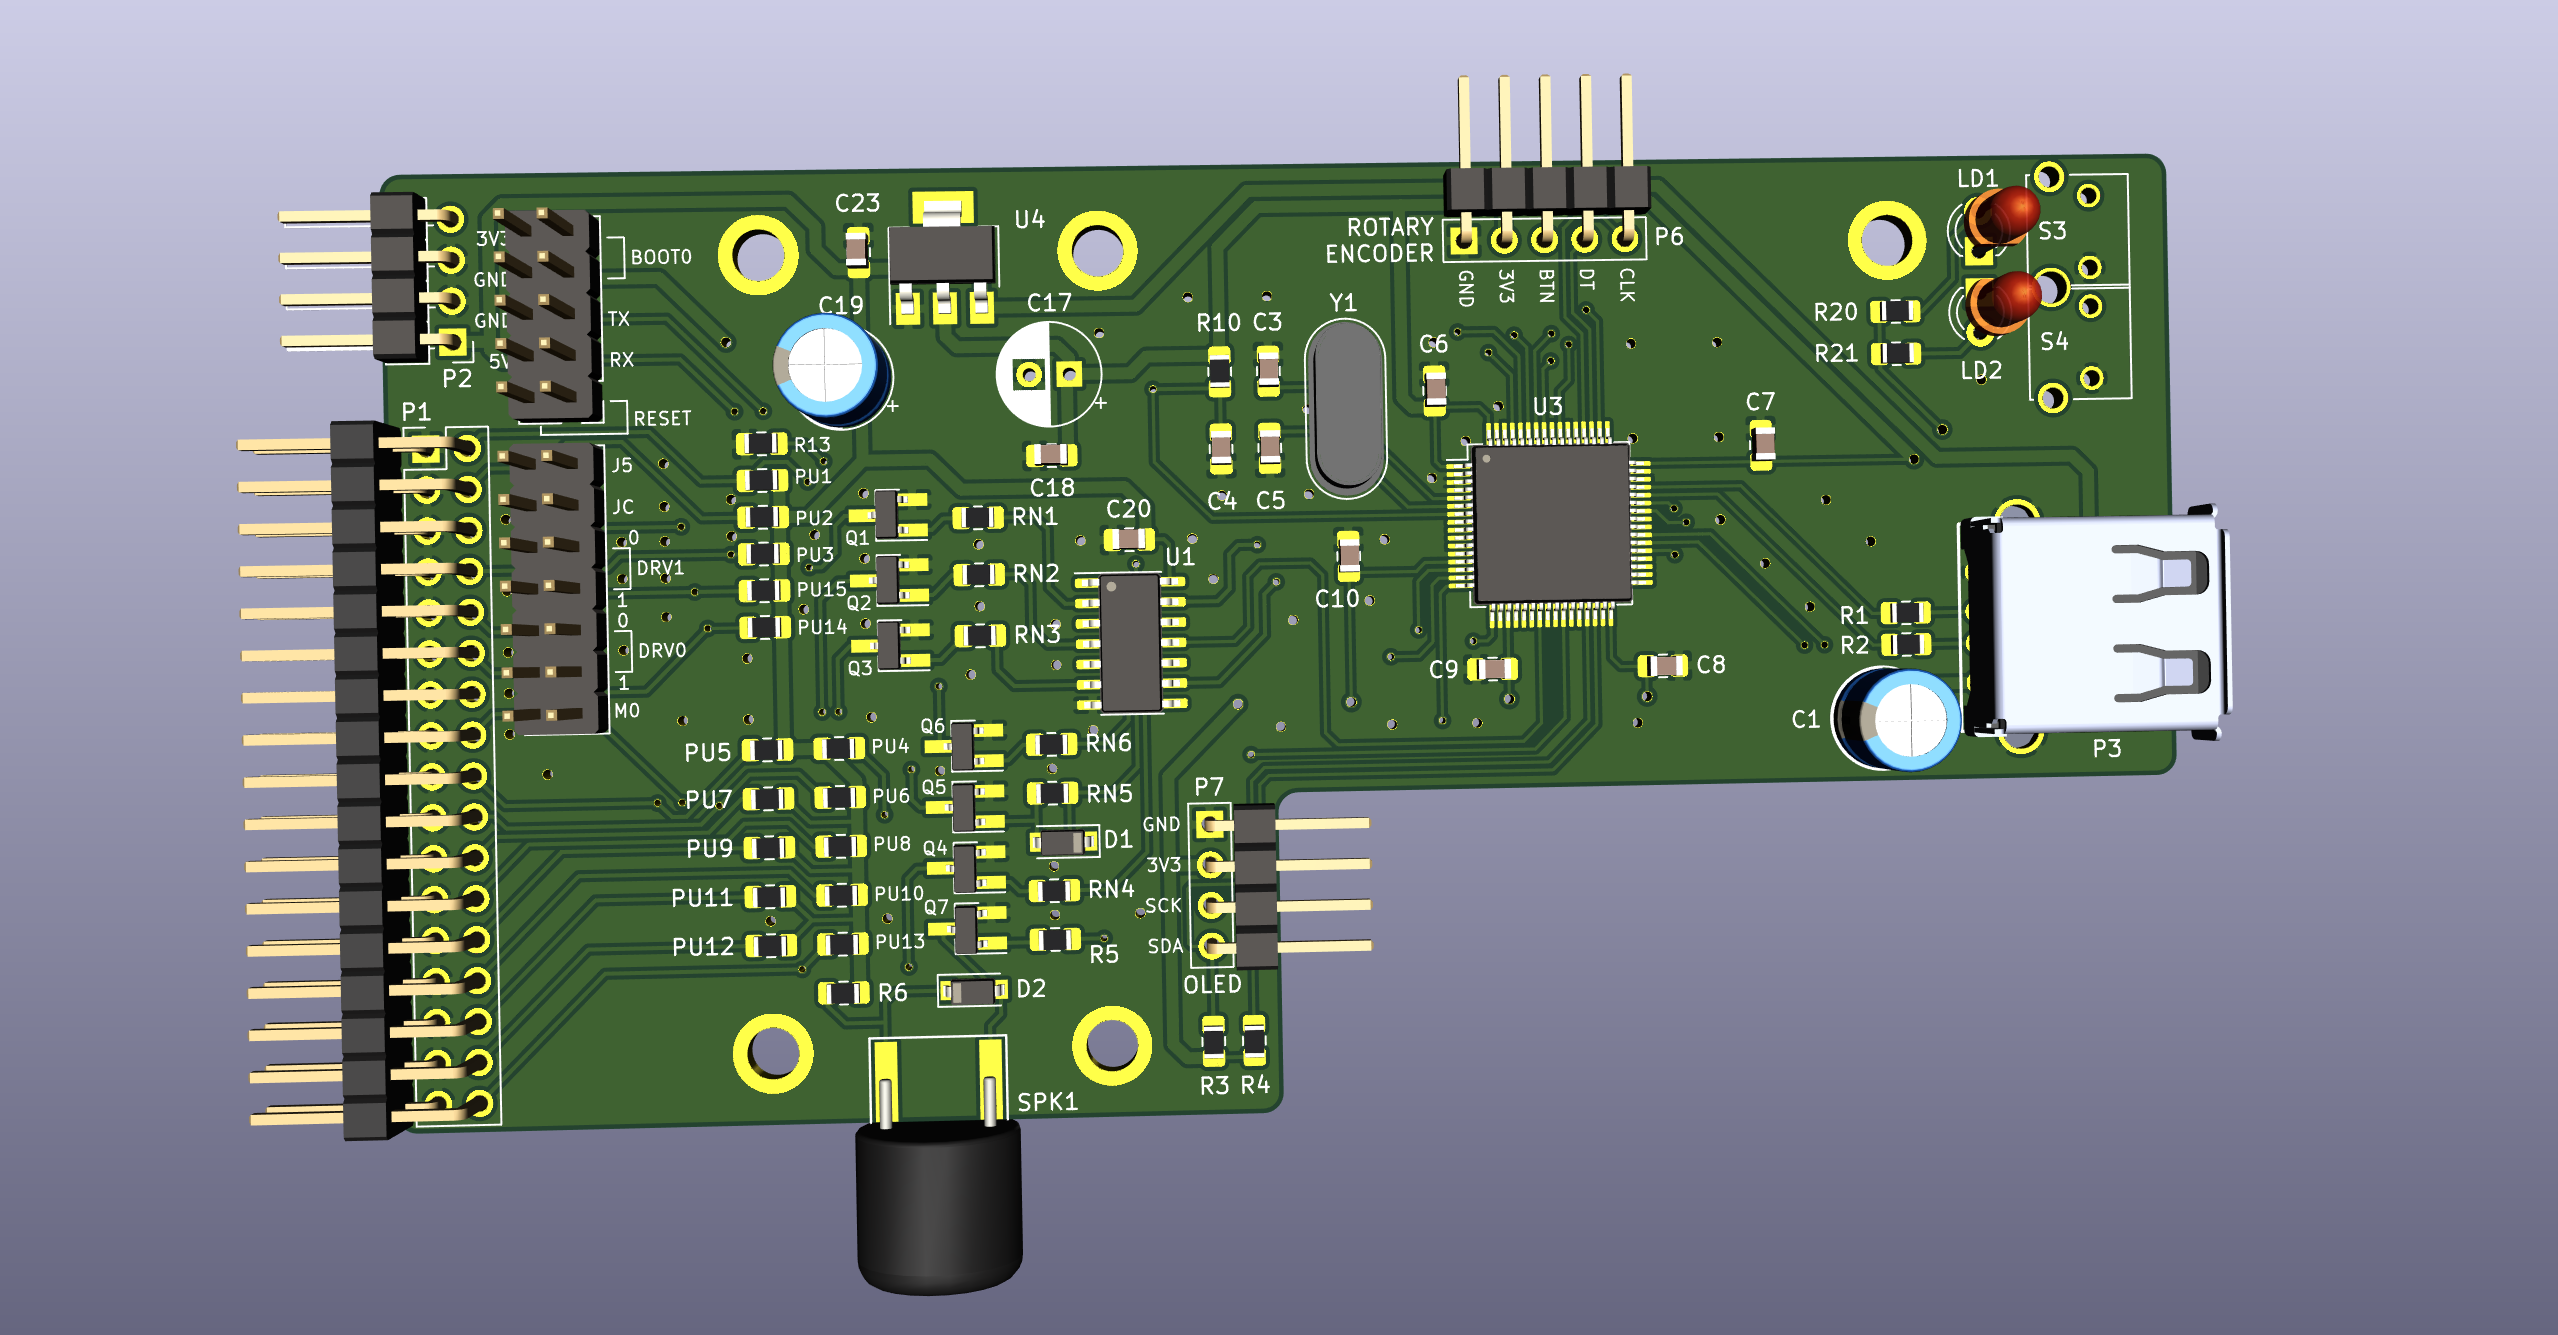 C23
U4
LD1
S3
ROTARY
ENCODER
P6
3V3
BOOT0
GND
GND
3V3
BTN
DT
CLK
C19
C17
Y1
TX
R10
C3
R20
GND
C6
S4
RX
R21
P2
LD2
+
+
U3
C7
P1
RESET
R13
J5
PU1
C18
C4
C5
JC
PU2
Q1
RN1
C20
0
PU3
U1
DRV1
RN2
PU15
Q2
C10
1
0
PU14
RN3
R1
DRV0
Q3
R2
C9
C8
1
M0
C1
Q6
PU5
PU4
RN6
P3
Q5
P7
PU7
PU6
RN5
GND
Q4
D1
PU9
PU8
3V3
RN4
PU11
PU10
Q7
SCK
PU12
PU13
R5
SDA
R6
D2
OLED
R3
R4
SPK1